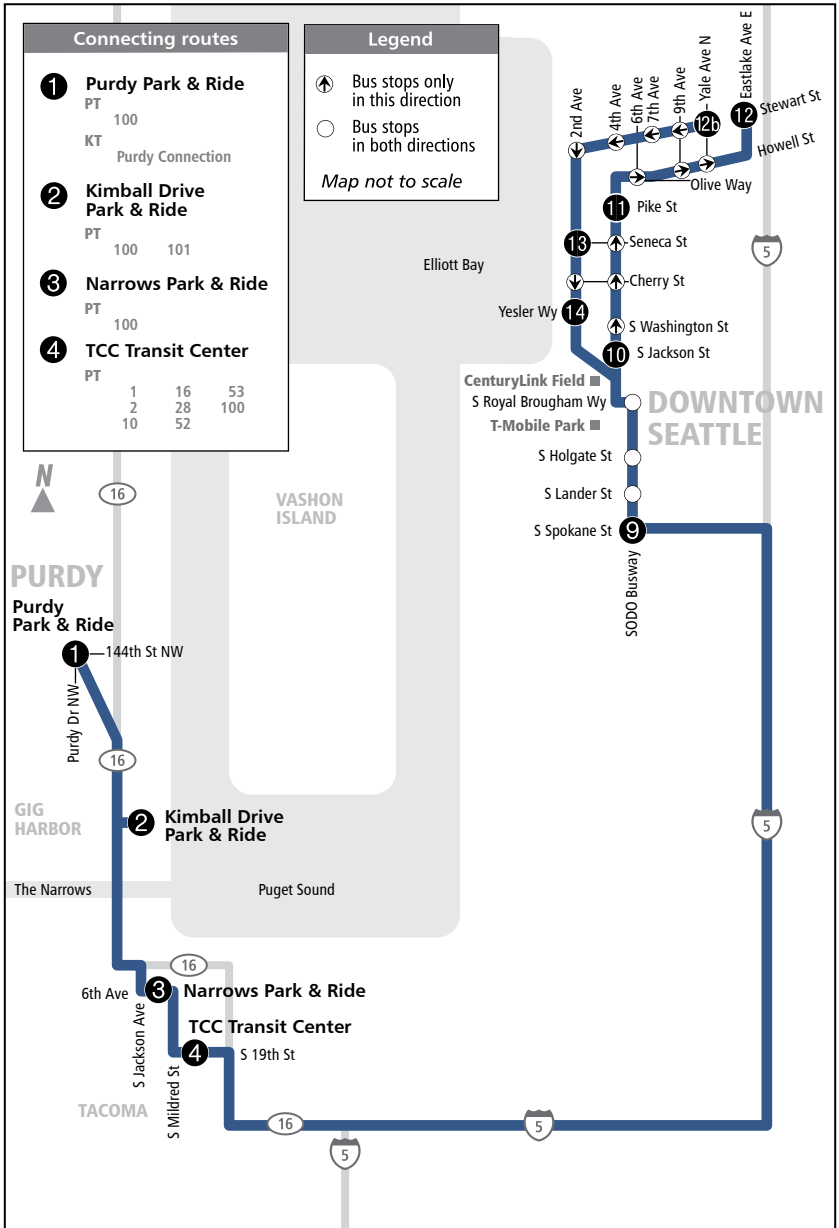 Connecting routes
1 Purdy Park & Ride
PT
100
KT
Purdy Connection
2 Kimball Drive
Park & Ride
PT
100 101
3 Narrows Park & Ride
PT
100
4 TCC Transit Center
PT
1 16 53
2 28 100
10 52
Legend
Bus stops only
in this direction
Bus stops
in both directions
Map not to scale
2nd Ave
4th Ave
6th Ave
7th Ave
9th Ave
Yale Ave N
Eastlake Ave E
12b
12
Stewart St
Howell St
Olive Way
11 Pike St
13
Seneca St
5
Elliott Bay
Cherry St
Yesler Wy 14
S Washington St
10 S Jackson St
CenturyLink Field
S Royal Brougham Wy
T-Mobile Park
DOWNTOWN
SEATTLE
S Holgate St
S Lander St
S Spokane St 9
SODO Busway
N
16
VASHON
ISLAND
PURDY
Purdy
Park & Ride
1 144th St NW
Purdy Dr NW
16
GIG
HARBOR
2 Kimball Drive
Park & Ride
5
The Narrows
Puget Sound
16
6th Ave
3 Narrows Park & Ride
S Jackson Ave
TCC Transit Center
4 S 19th St
S Mildred St
TACOMA
16
5
5